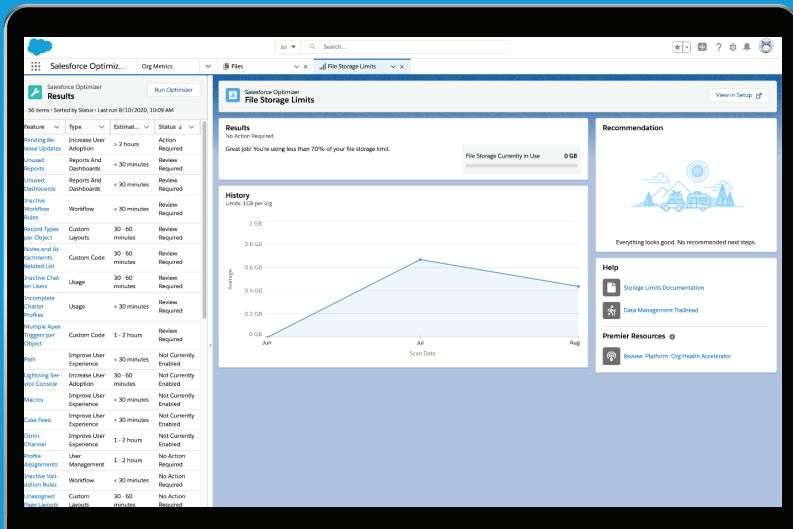 All
Search...
Salesforce Optimiz...
Org Metrics
Files
File Storage Limits
Salesforce Optimizer
Results
Run Optimizer
56 items • Sorted by Status • Last run 8/10/2020, 10:09 AM
Feature
Type
Estimat...
Status ↓
Pending Re-
lease Updates
Increase User
Adoption
> 2 hours
Action
Required
Unused
Reports
Reports And
Dashboards
< 30 minutes
Review
Required
Unused
Dashboards
Reports And
Dashboards
< 30 minutes
Review
Required
Inactive
Workflow
Rules
Workflow
< 30 minutes
Review
Required
Record Types
per Object
Custom
Layouts
30 - 60
minutes
Review
Required
Notes and At-
tachments
Related List
Custom Code
30 - 60
minutes
Review
Required
Inactive Chat-
ter Users
Usage
30 - 60
minutes
Review
Required
Incomplete
Chatter
Profiles
Usage
< 30 minutes
Review
Required
Multiple Apex
Triggers per
Object
Custom Code
1 - 2 hours
Review
Required
Path
Improve User
Experience
< 30 minutes
Not Currently
Enabled
Lightning Ser-
vice Console
Increase User
Adoption
30 - 60
minutes
Not Currently
Enabled
Macros
Improve User
Experience
< 30 minutes
Not Currently
Enabled
Case Feed
Improve User
Experience
< 30 minutes
Not Currently
Enabled
Omni-
Channel
Improve User
Experience
1 - 2 hours
Not Currently
Enabled
Profile
Assignments
User
Management
1 - 2 hours
No Action
Required
Inactive Vali-
dation Rules
Workflow
< 30 minutes
No Action
Required
Unassigned
Page Layouts
Custom
Layouts
30 - 60
minutes
No Action
Required
Salesforce Optimizer
File Storage Limits
View in Setup
Results
No Action Required
Great job! You're using less than 70% of your file storage limit.
File Storage Currently in Use
0 GB
History
Limits: 1GB per org
1 GB
0.8 GB
0.6 GB
0.4 GB
0.2 GB
0 GB
Average
Jun
Jul
Aug
Scan Date
Recommendation
Everything looks good. No recommended next steps.
Help
Storage Limits Documentation
Data Management Trailhead
Premier Resources
Review: Platform: Org Health Accelerator